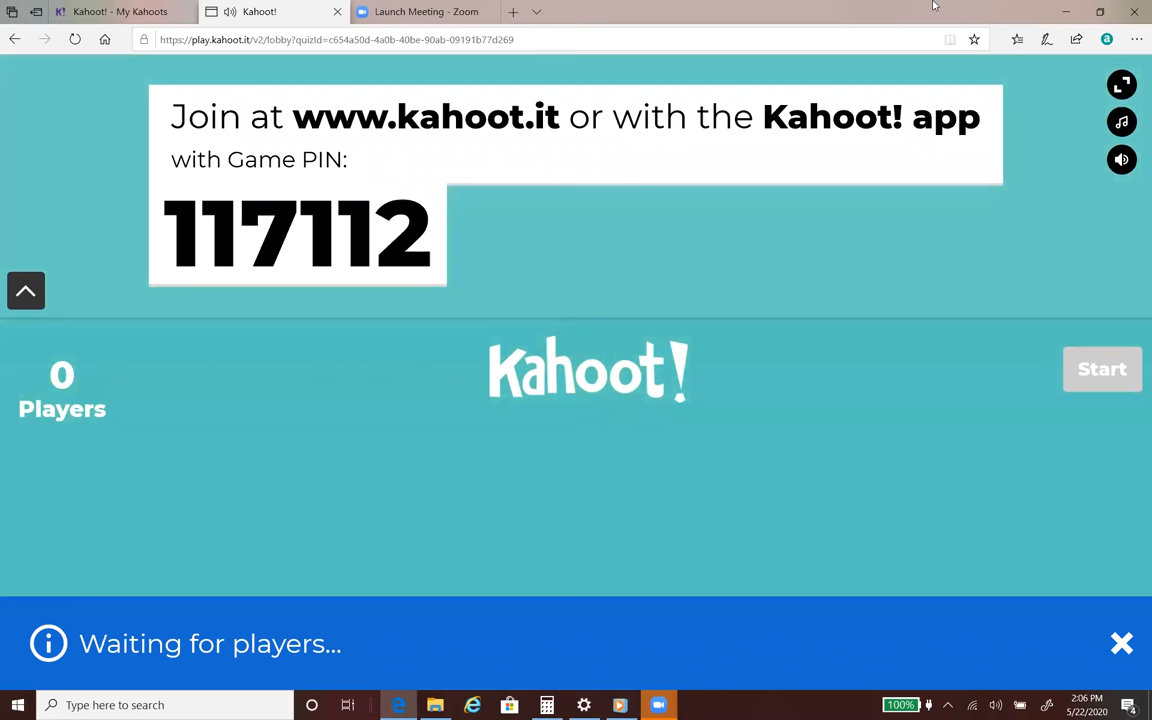 Kahoot! - My Kahoots
Kahoot!
Launch Meeting - Zoom
https://play.kahoot.it/v2/lobby?quizId=c654a50d-4a0b-40be-90ab-09191b77d269
Join at www.kahoot.it or with the Kahoot! app
with Game PIN:
117112
0
Players
Kahoot!
Start
Waiting for players...
Type here to search
100%
2:06 PM
5/22/2020
4